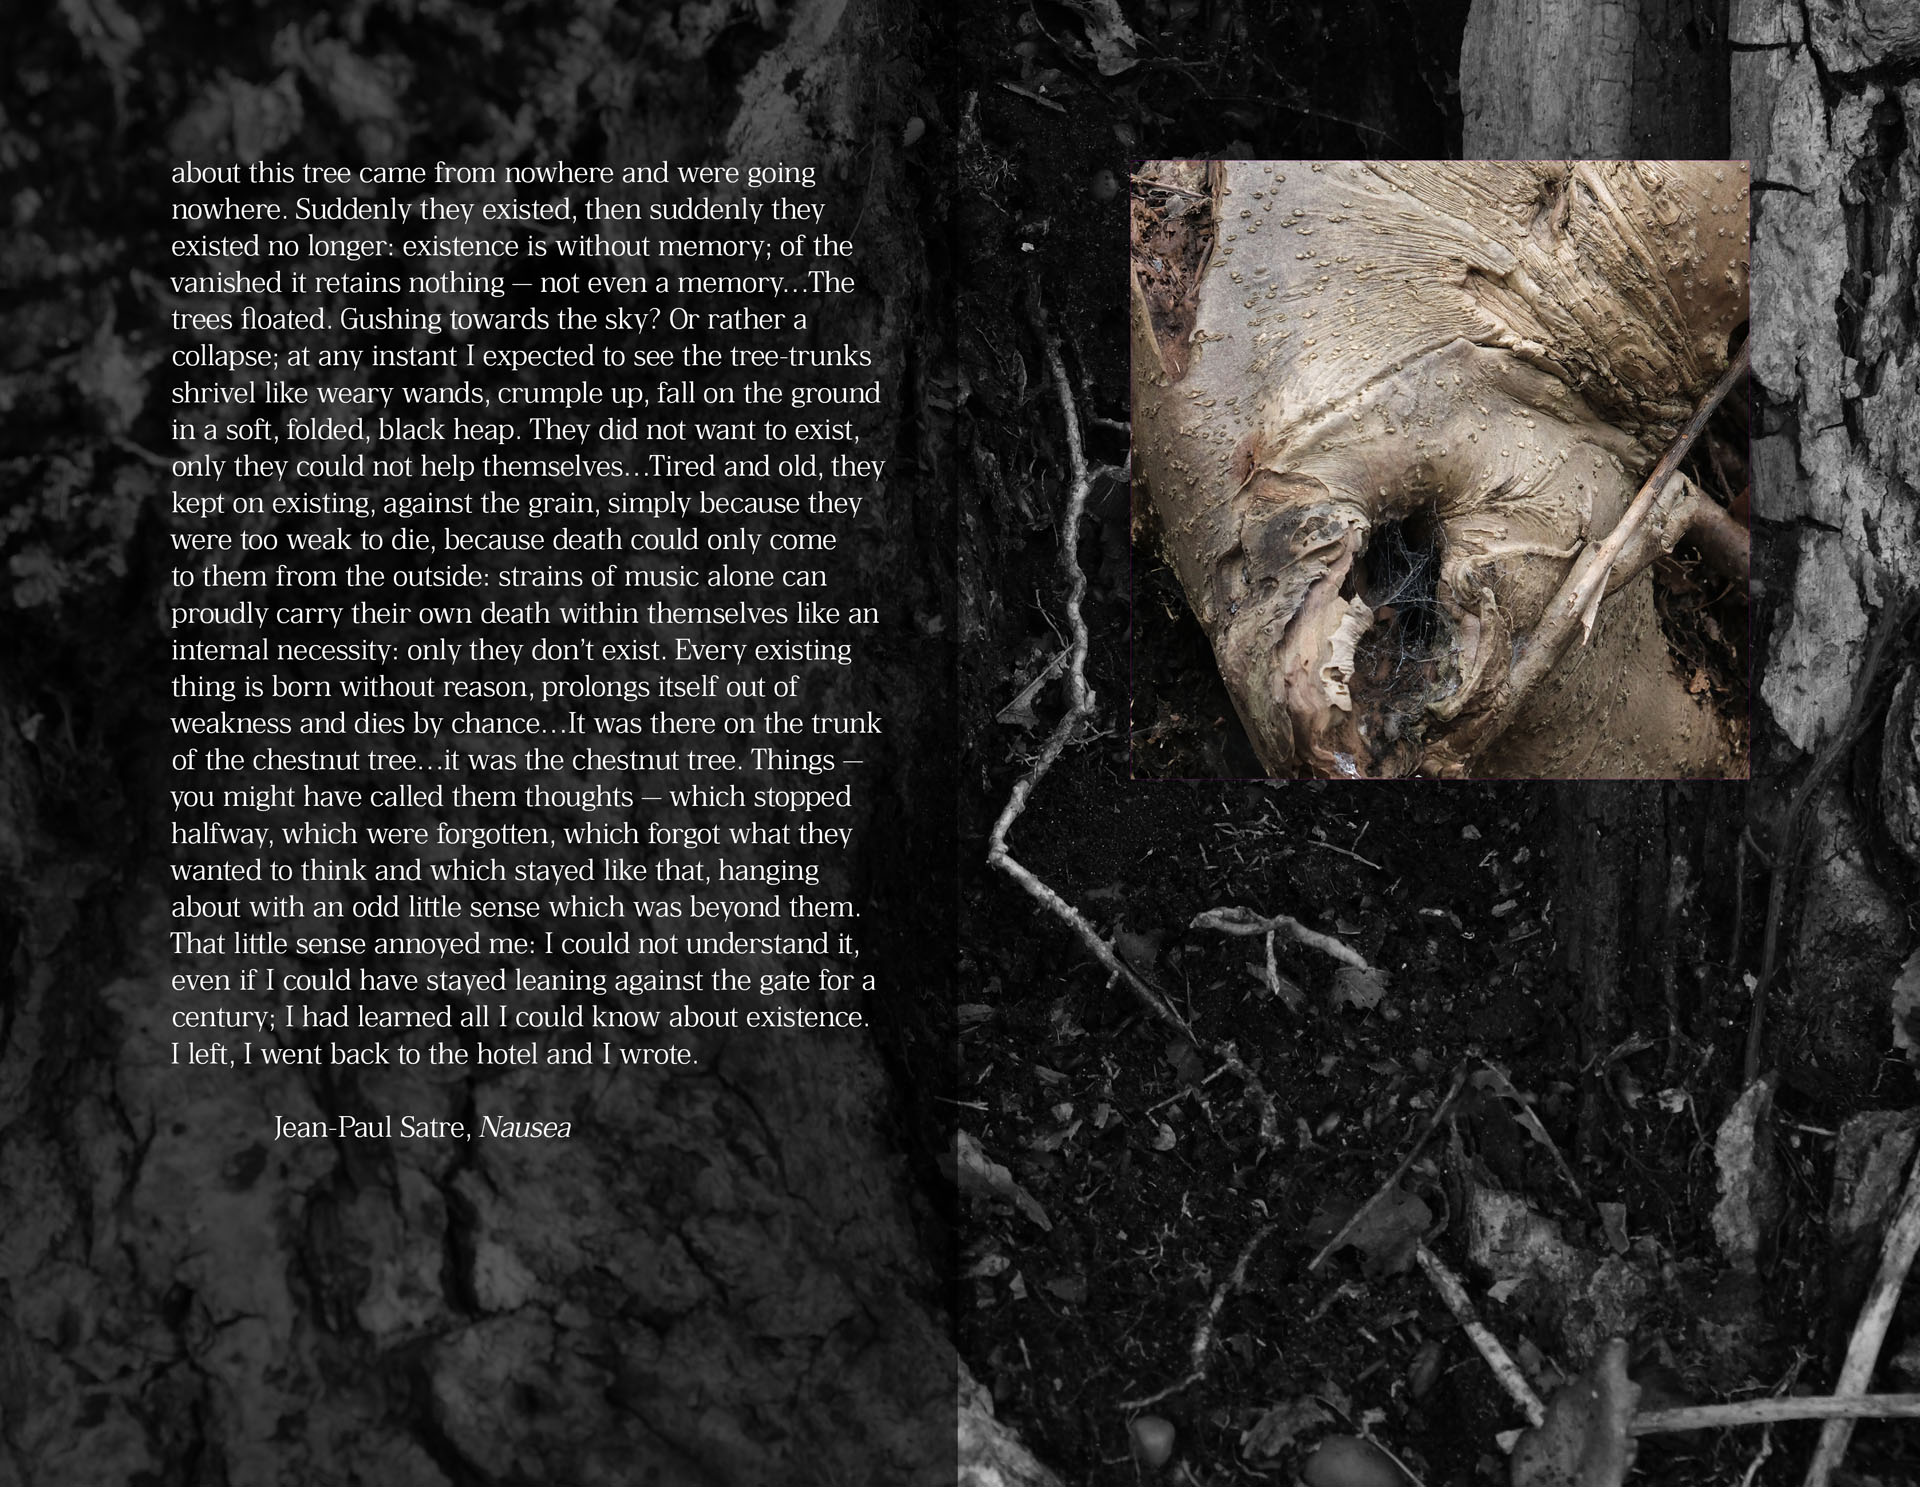 about this tree came from nowhere and were going
nowhere. Suddenly they existed, then suddenly they
existed no longer: existence is without memory; of the
vanished it retains nothing — not even a memory…The
trees floated. Gushing towards the sky? Or rather a
collapse; at any instant I expected to see the tree-trunks
shrivel like weary wands, crumple up, fall on the ground
in a soft, folded, black heap. They did not want to exist,
only they could not help themselves…Tired and old, they
kept on existing, against the grain, simply because they
were too weak to die, because death could only come
to them from the outside: strains of music alone can
proudly carry their own death within themselves like an
internal necessity: only they don’t exist. Every existing
thing is born without reason, prolongs itself out of
weakness and dies by chance…It was there on the trunk
of the chestnut tree…it was the chestnut tree. Things —
you might have called them thoughts — which stopped
halfway, which were forgotten, which forgot what they
wanted to think and which stayed like that, hanging
about with an odd little sense which was beyond them.
That little sense annoyed me: I could not understand it,
even if I could have stayed leaning against the gate for a
century; I had learned all I could know about existence.
I left, I went back to the hotel and I wrote.
Jean-Paul Satre, Nausea